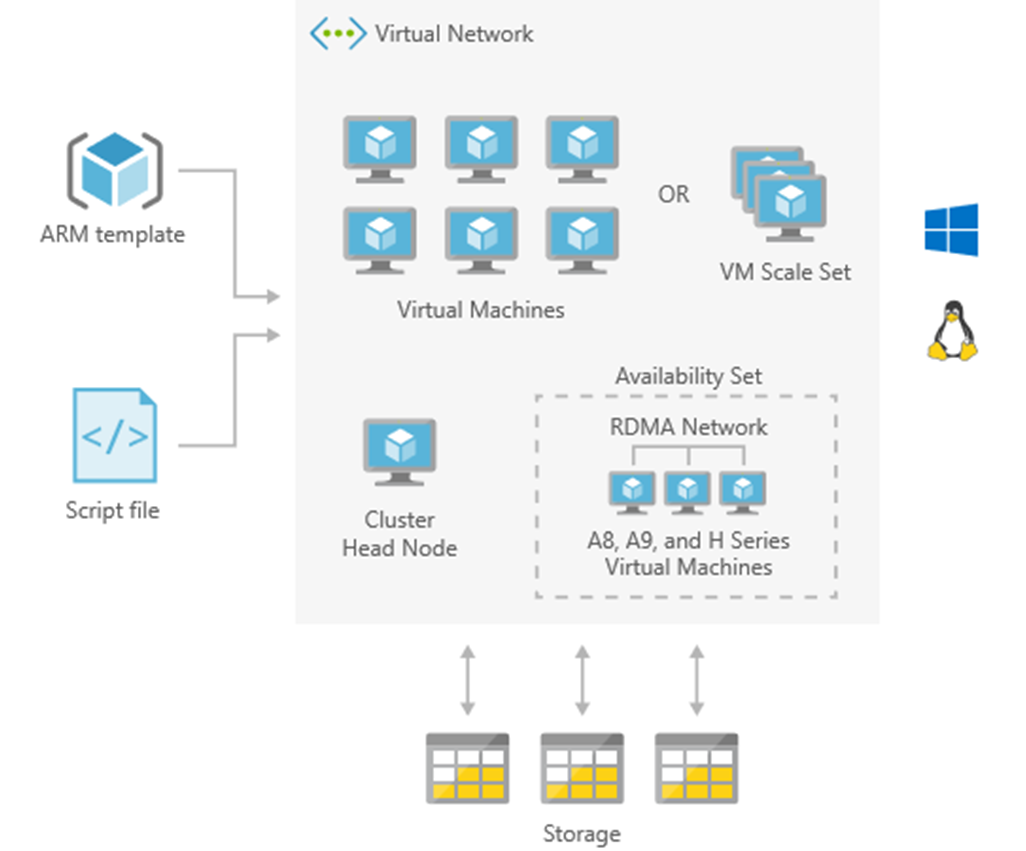 Virtual Network
ARM template
OR
VM Scale Set
Virtual Machines
Availability Set
RDMA Network
</>
Script file
Cluster
Head Node
A8, A9, and H Series
Virtual Machines
Storage